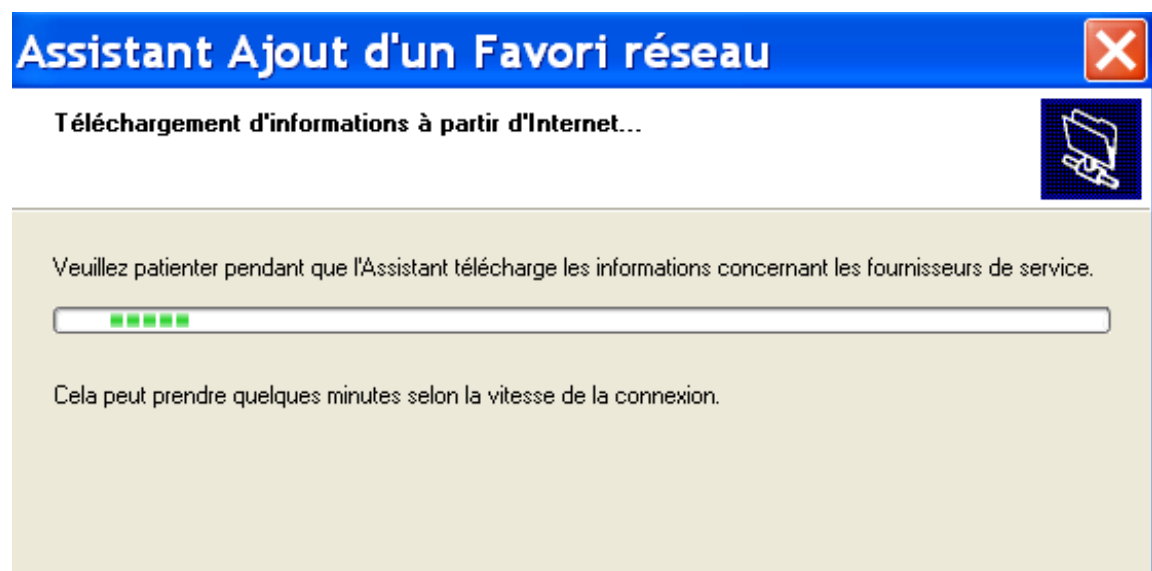 Assistant Ajout d'un Favori réseau
Téléchargement d'informations à partir d'Internet...
Veuillez patienter pendant que l'Assistant télécharge les informations concernant les fournisseurs de service.
Cela peut prendre quelques minutes selon la vitesse de la connexion.